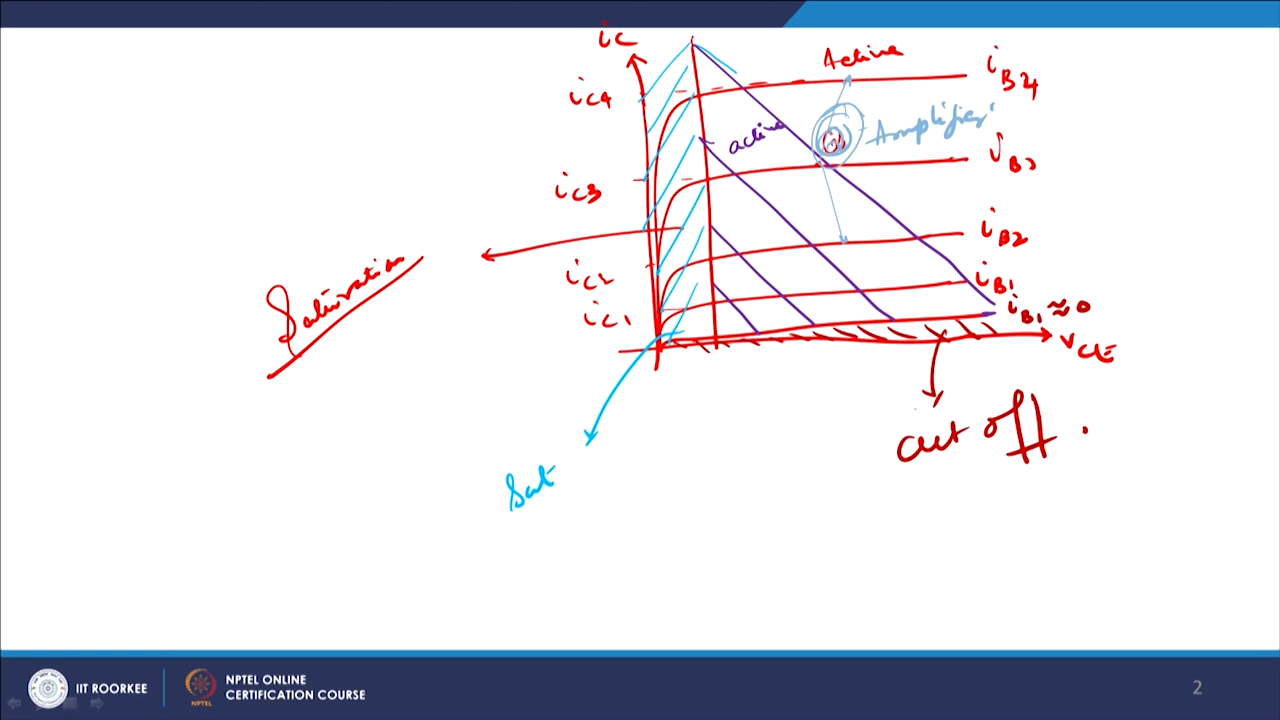 iC
Active
iB4
iC4
Amplifier
active
iB3
iC3
iB2
Saturation
iC2
iB1
iC1
iB1 ≈ 0
vCE
Cut off.
Sat
IIT ROORKEE
NPTEL ONLINE
CERTIFICATION COURSE
NPTEL
2